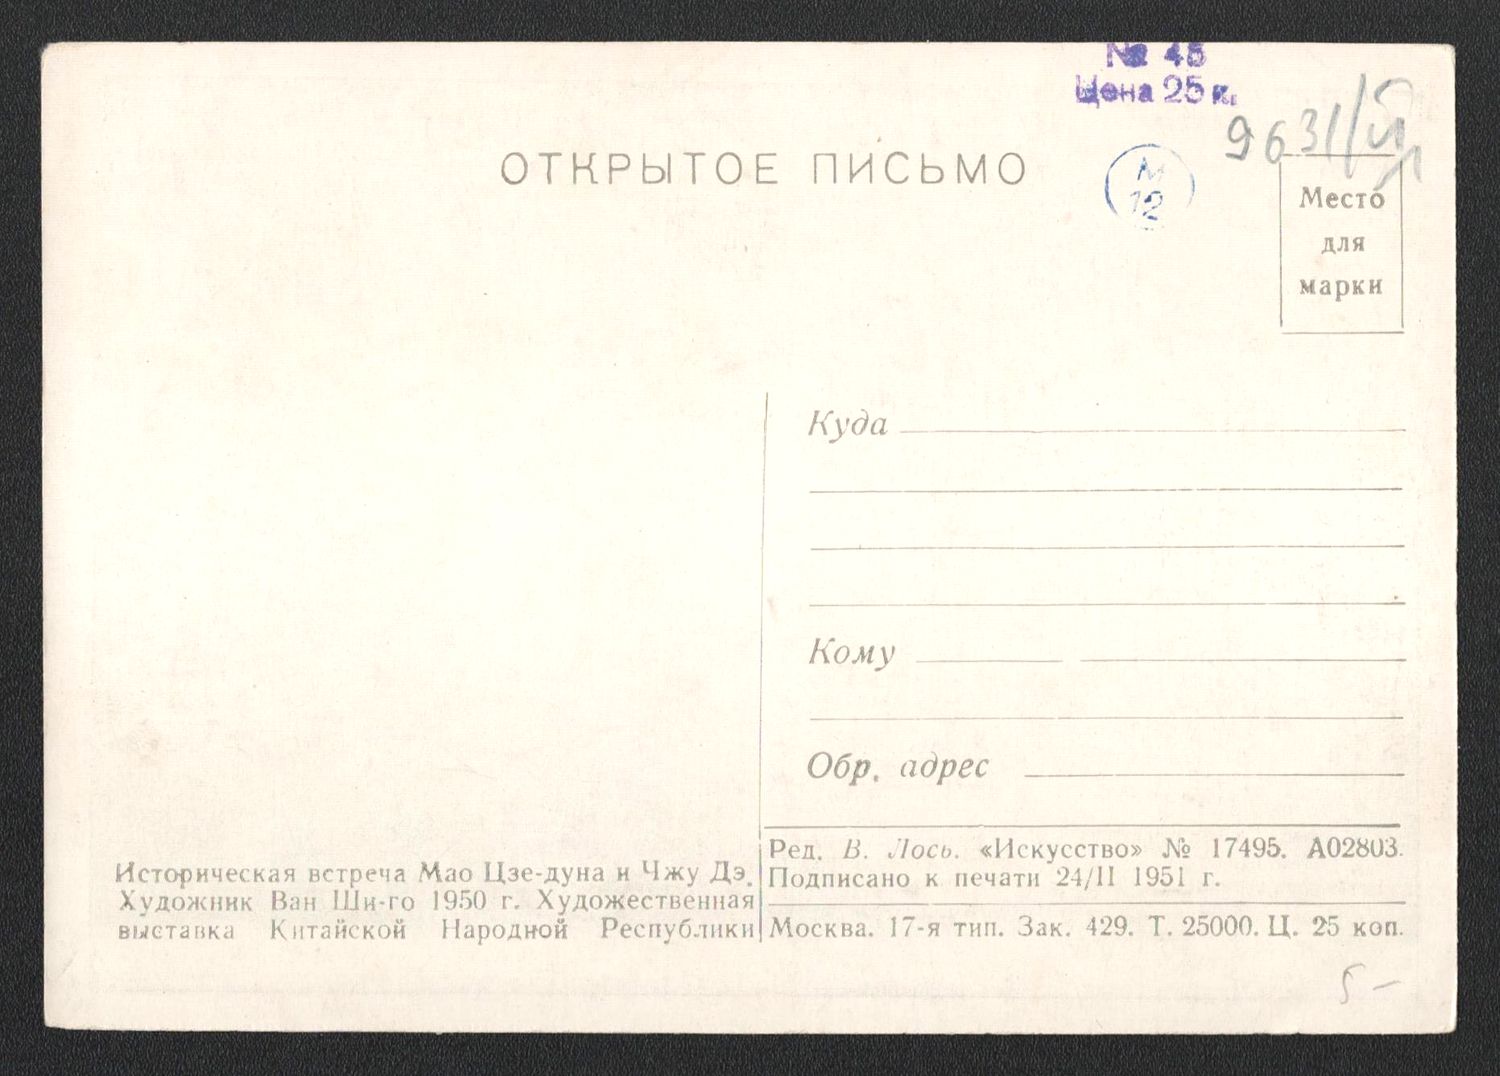 № 45
Цена 25 к.
ОТКРЫТОЕ ПИСЬМО
М
12
9631/
Место
для
марки
Куда
Кому
Обр. адрес
Историческая встреча Мао Цзе-дуна и Чжу Дэ.
Художник Ван Ши-го 1950 г. Художественная
выставка Китайской Народной Республики
Ред. В. Лось. «Искусство» № 17495. А02803.
Подписано к печати 24/II 1951 г.
Москва. 17-я тип. Зак. 429. Т. 25000. Ц. 25 коп.
5 –